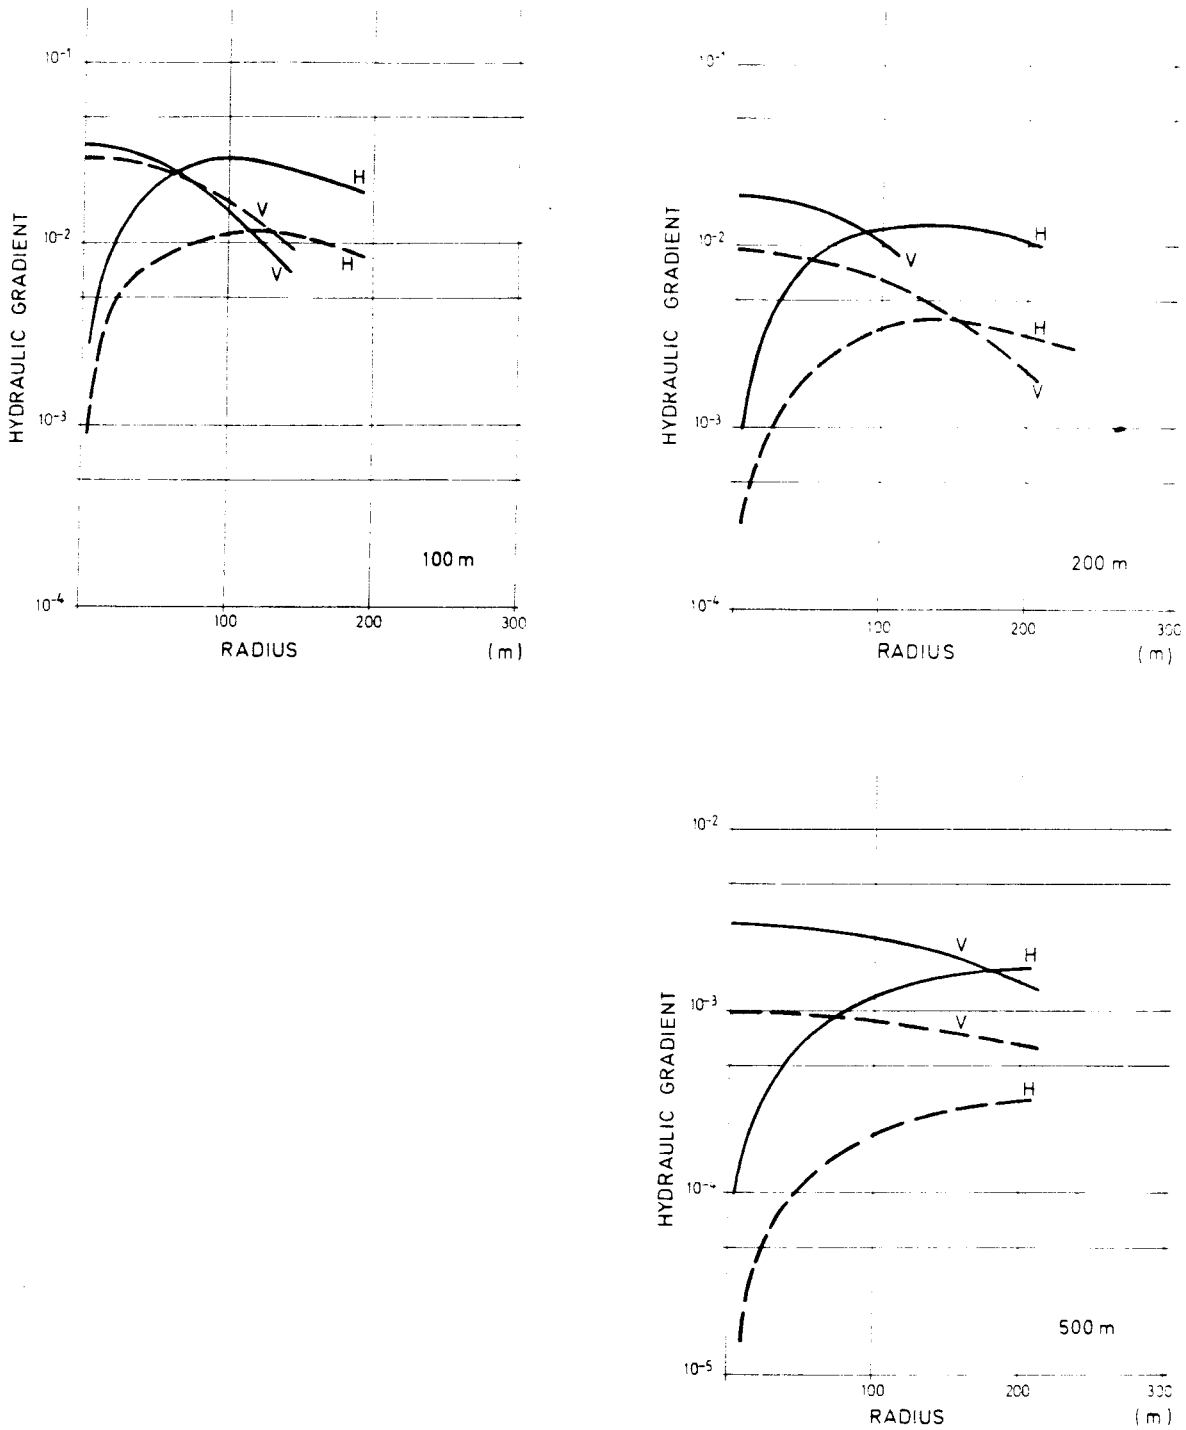 10⁻¹
10⁻²
10⁻³
10⁻⁴
HYDRAULIC GRADIENT
H
V
V
H
100 m
100
200
300
RADIUS
(m)
10⁻¹
10⁻²
10⁻³
10⁻⁴
HYDRAULIC GRADIENT
H
V
H
V
200 m
100
200
300
RADIUS
(m)
10⁻²
10⁻³
10⁻⁴
10⁻⁵
HYDRAULIC GRADIENT
V
H
V
H
500 m
100
200
300
RADIUS
(m)